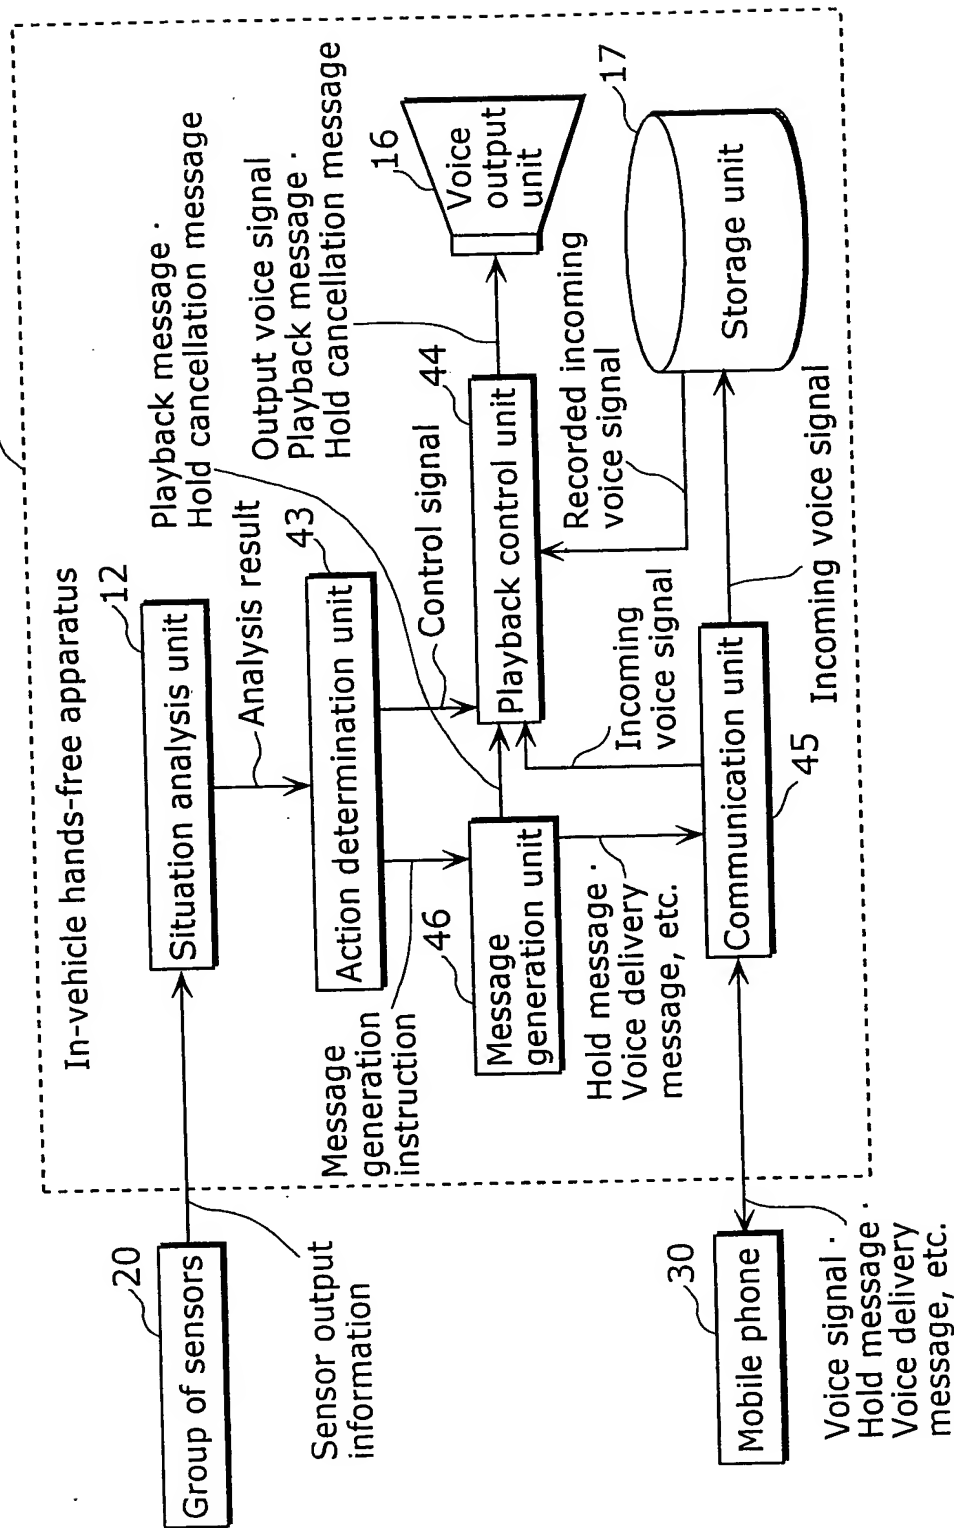 In-vehicle hands-free apparatus
20
Group of sensors
Sensor output
information
12
Situation analysis unit
Analysis result
43
Action determination unit
Message
generation
instruction
Control signal
Playback message ·
Hold cancellation message
Output voice signal
Playback message ·
Hold cancellation message
46
Message
generation unit
44
Playback control unit
16
Voice
output
unit
Hold message ·
Voice delivery
message, etc.
Incoming
voice signal
Recorded incoming
voice signal
17
Storage unit
30
Mobile phone
Voice signal ·
Hold message ·
Voice delivery
message, etc.
Communication unit
45
Incoming voice signal